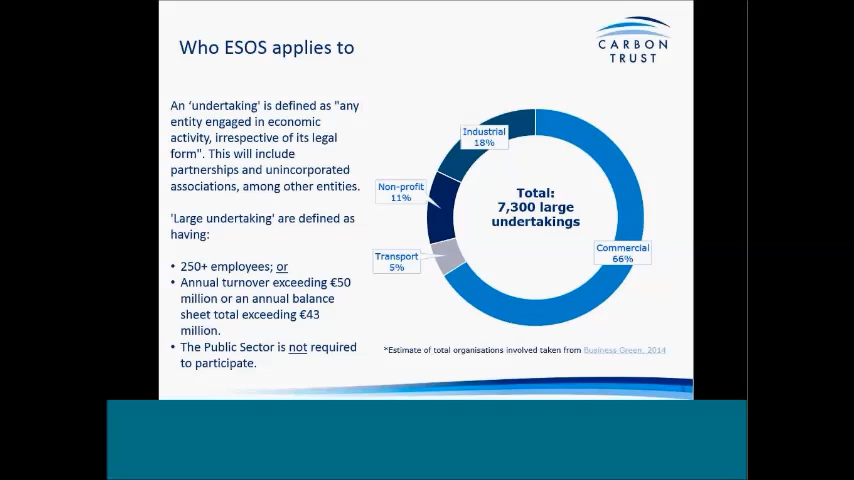 Who ESOS applies to
CARBON
TRUST
An ‘undertaking' is defined as "any
entity engaged in economic
activity, irrespective of its legal
form". This will include
partnerships and unincorporated
associations, among other entities.
'Large undertaking' are defined as
having:
• 250+ employees; or
• Annual turnover exceeding €50
million or an annual balance
sheet total exceeding €43
million.
• The Public Sector is not required
to participate.
Industrial
18%
Non-profit
11%
Transport
5%
Total:
7,300 large
undertakings
Commercial
66%
*Estimate of total organisations involved taken from Business Green, 2014